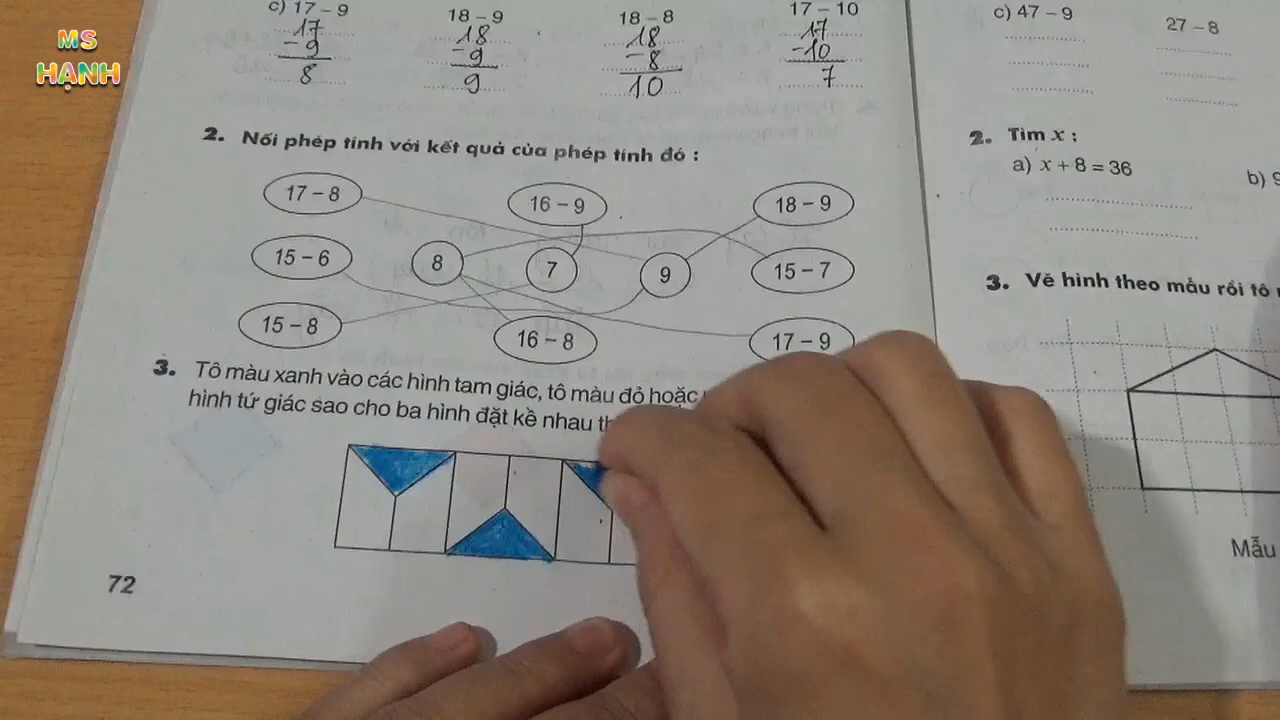 MS
HẠNH
c) 17 – 9
18 – 9
18 – 8
17 – 10
17
– 9
8
18
– 9
9
18
– 8
10
17
– 10
7
2. Nối phép tính với kết quả của phép tính đó :
17 – 8
16 – 9
18 – 9
15 – 6
8
7
9
15 – 7
15 – 8
16 – 8
17 – 9
3. Tô màu xanh vào các hình tam giác, tô màu đỏ hoặc
hình tứ giác sao cho ba hình đặt kề nhau
72
c) 47 – 9
27 – 8
2. Tìm x :
a) x + 8 = 36
b)
3. Vẽ hình theo mẫu rồi tô
Mẫu